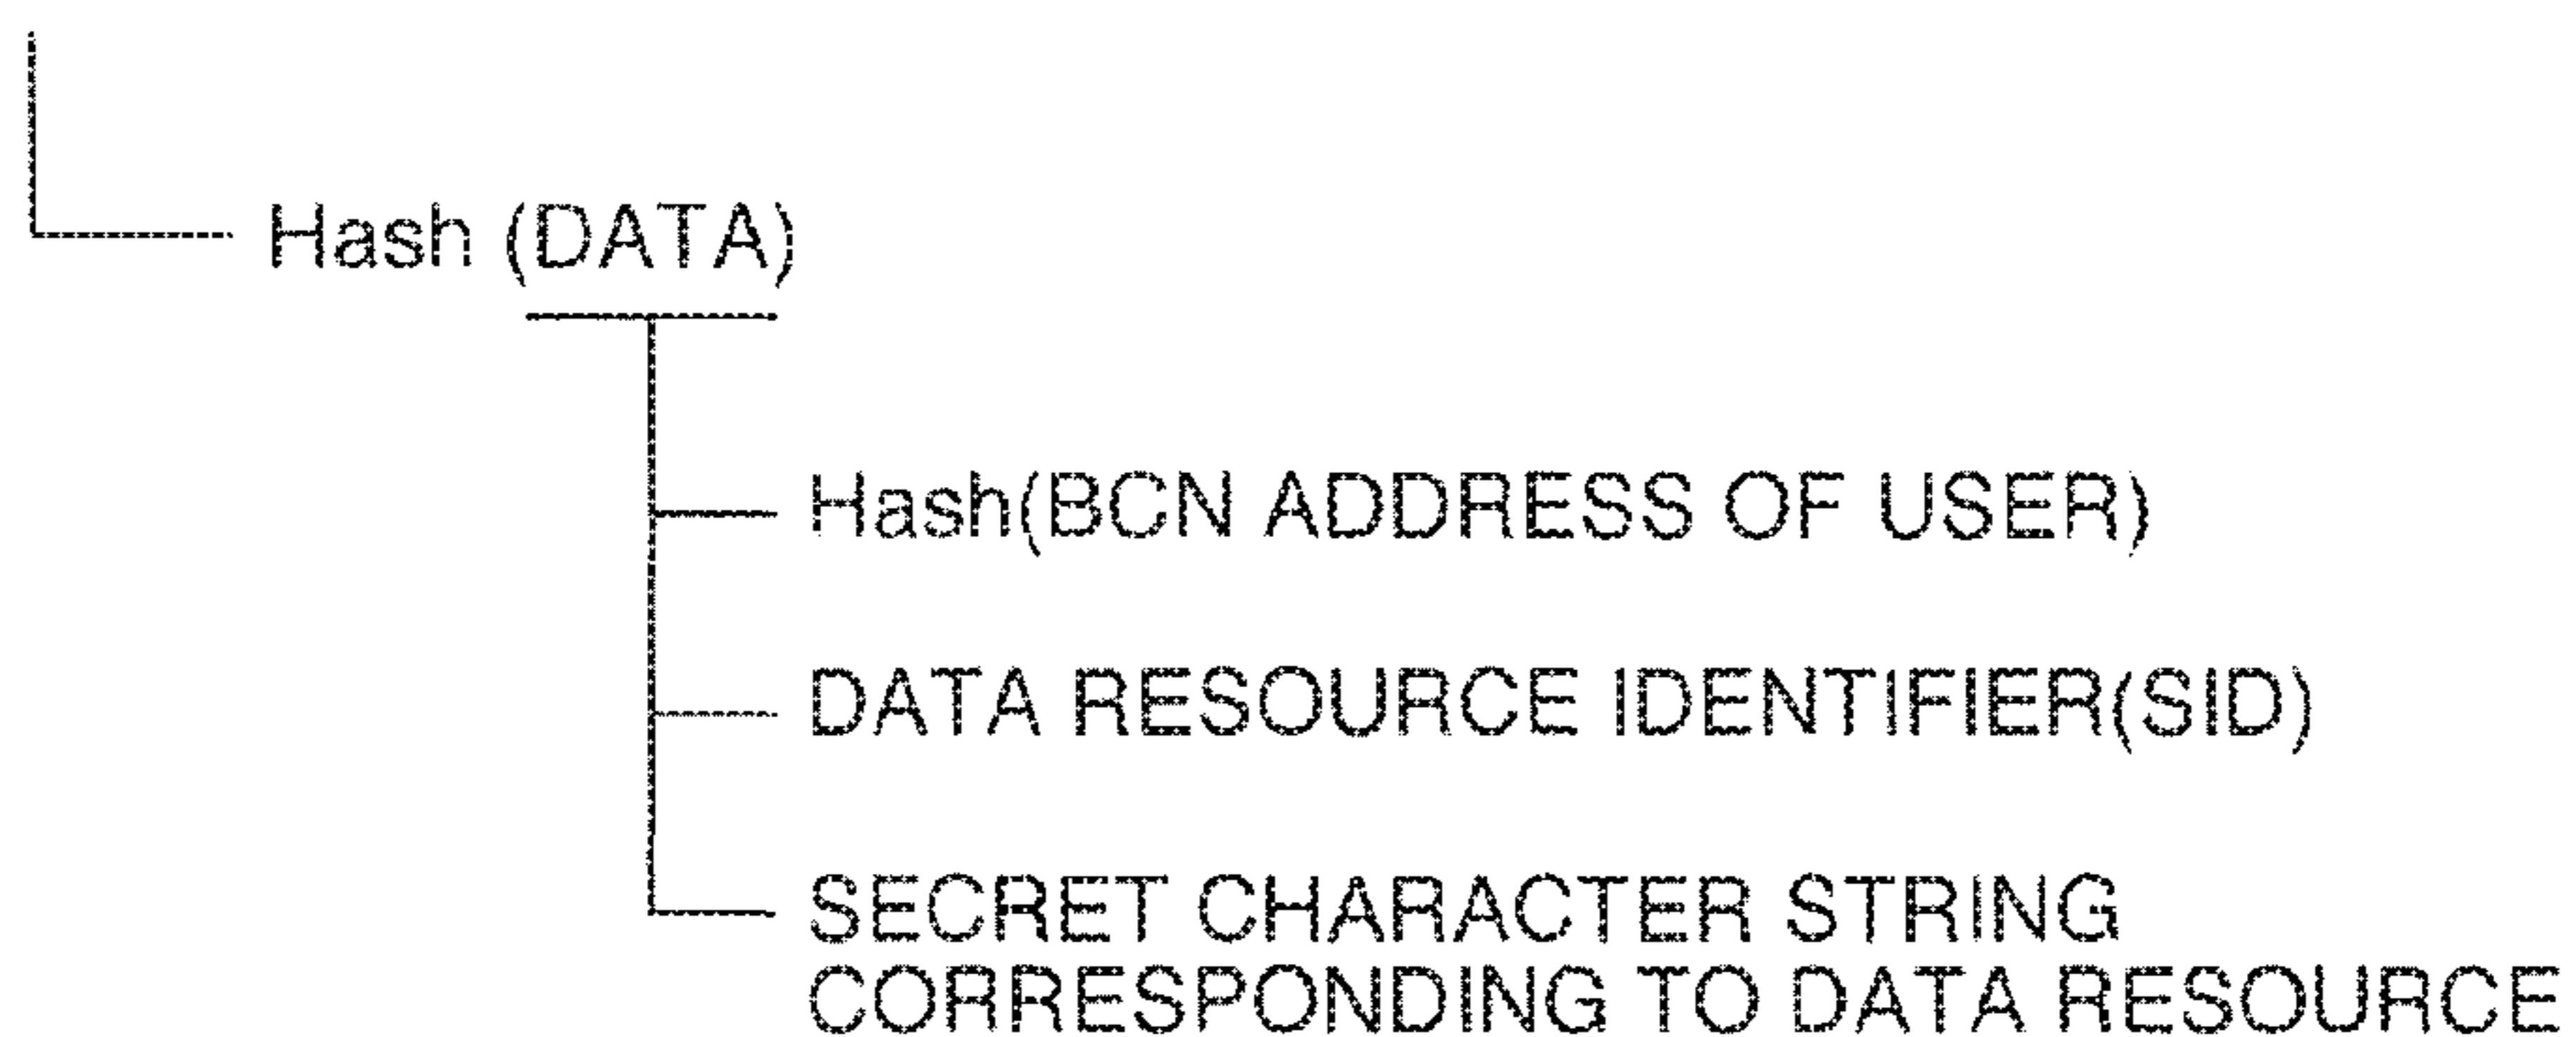 Hash (DATA)
Hash(BCN ADDRESS OF USER)
DATA RESOURCE IDENTIFIER(SID)
SECRET CHARACTER STRING
CORRESPONDING TO DATA RESOURCE